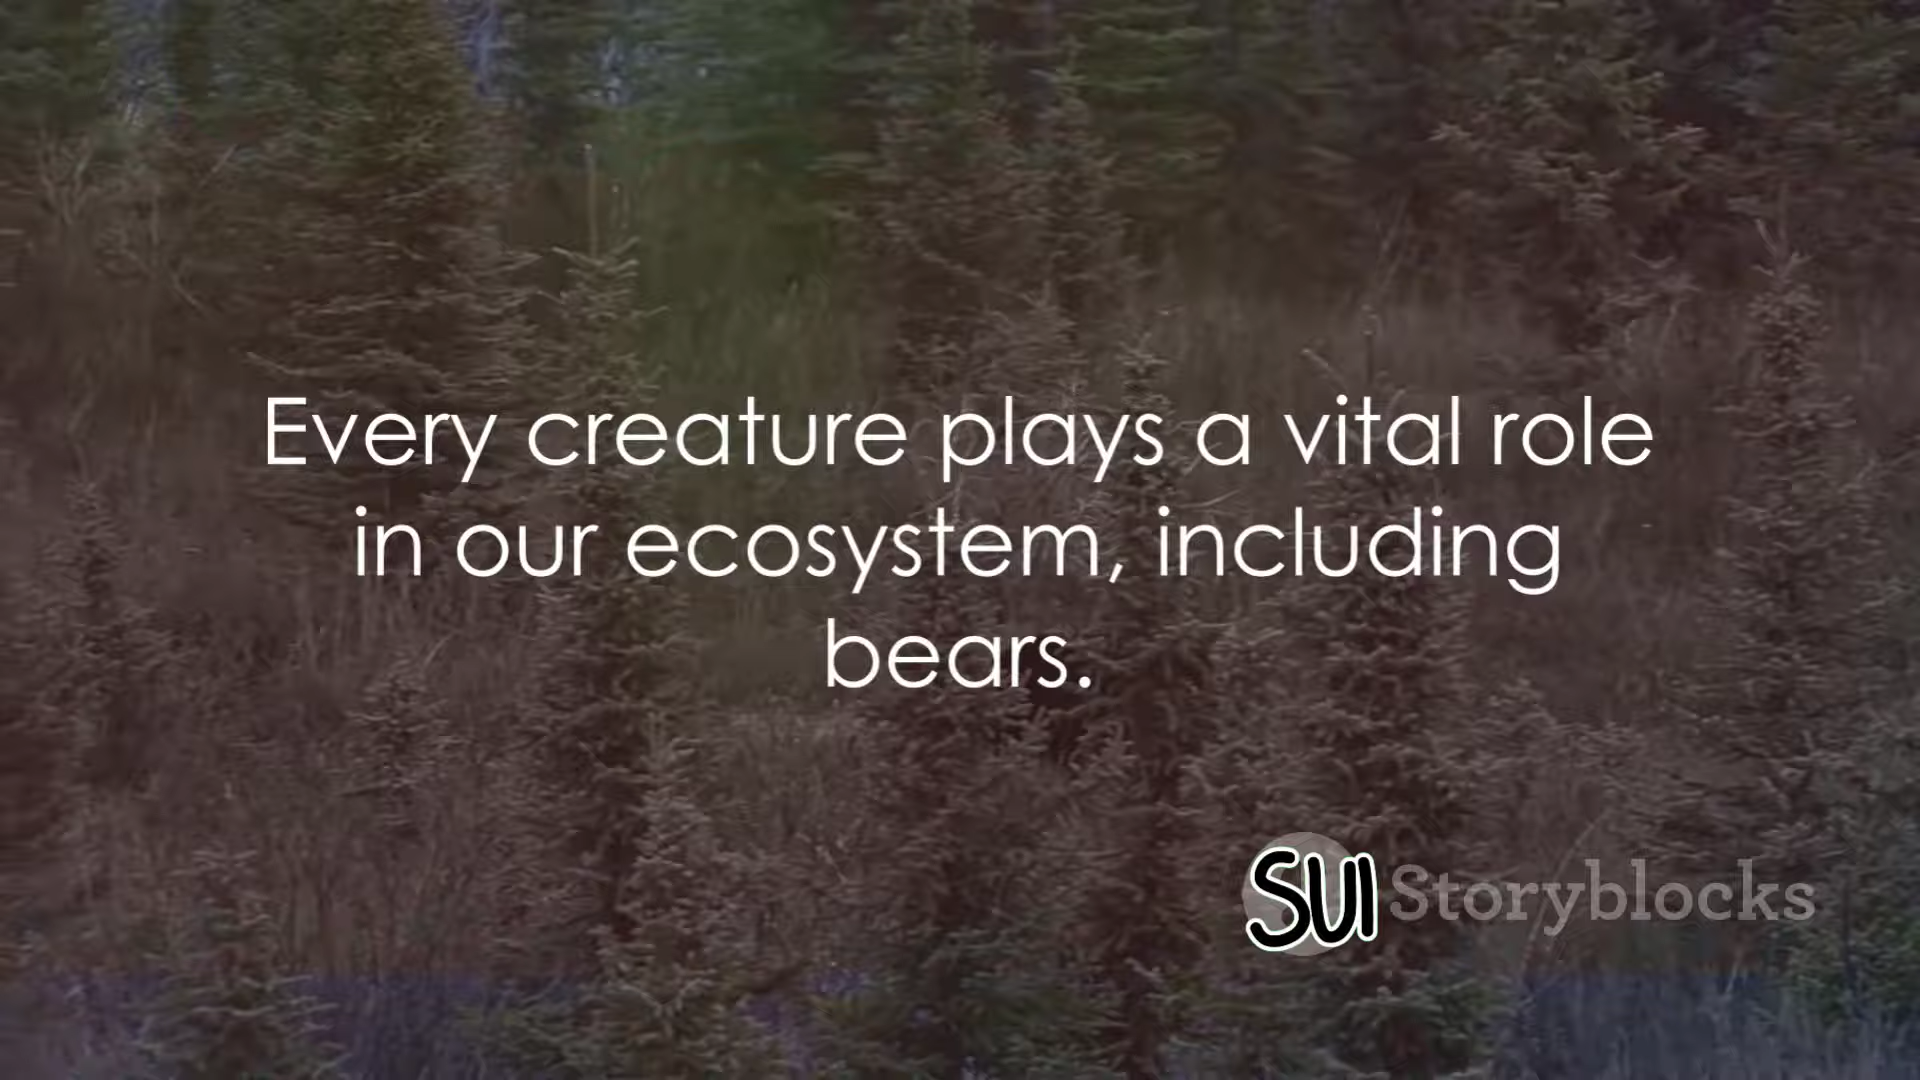 Every creature plays a vital role
in our ecosystem, including
bears.
SUI Storyblocks